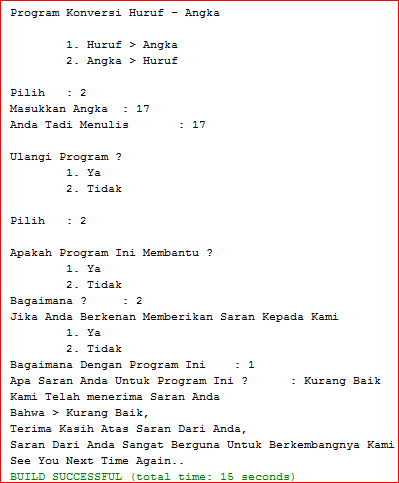 Program Konversi Huruf - Angka
1. Huruf > Angka
2. Angka > Huruf
Pilih : 2
Masukkan Angka : 17
Anda Tadi Menulis : 17
Ulangi Program ?
1. Ya
2. Tidak
Pilih : 2
Apakah Program Ini Membantu ?
1. Ya
2. Tidak
Bagaimana ? : 2
Jika Anda Berkenan Memberikan Saran Kepada Kami
1. Ya
2. Tidak
Bagaimana Dengan Program Ini : 1
Apa Saran Anda Untuk Program Ini ? : Kurang Baik
Kami Telah menerima Saran Anda
Bahwa > Kurang Baik,
Terima Kasih Atas Saran Dari Anda,
Saran Dari Anda Sangat Berguna Untuk Berkembangnya Kami
See You Next Time Again..
BUILD SUCCESSFUL (total time: 15 seconds)